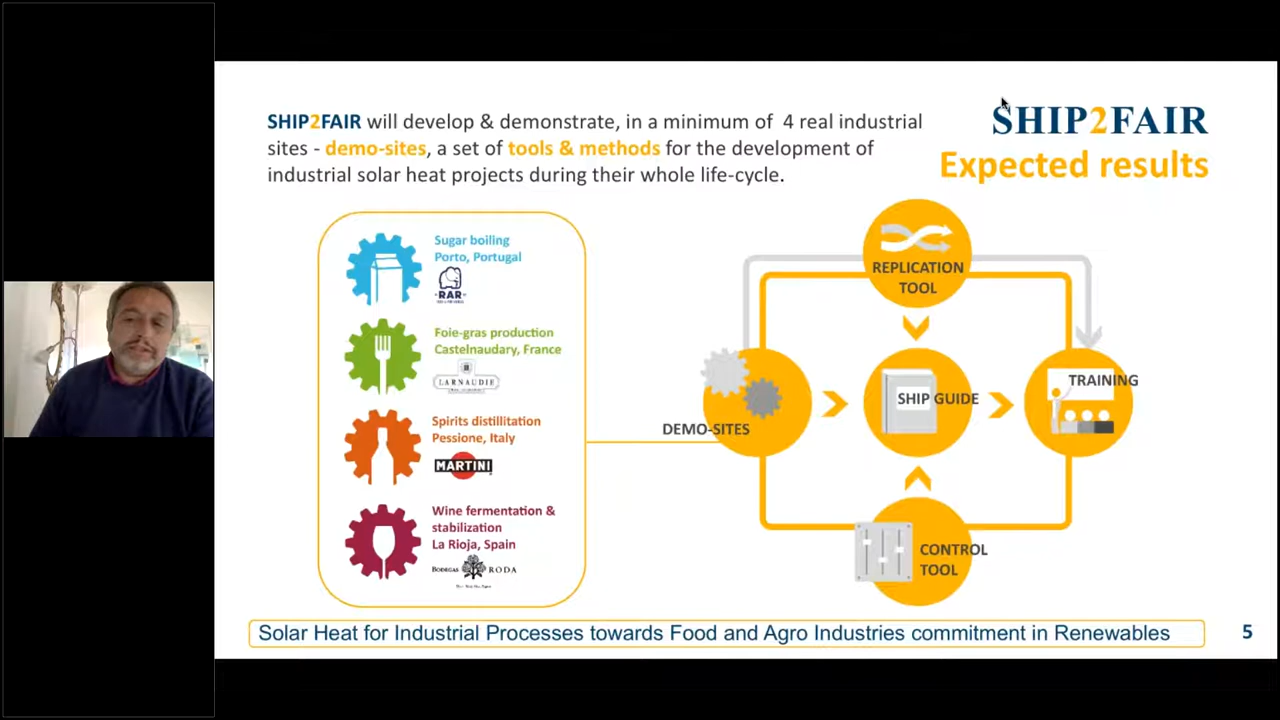 SHIP2FAIR will develop & demonstrate, in a minimum of 4 real industrial
sites - demo-sites, a set of tools & methods for the development of
industrial solar heat projects during their whole life-cycle.
SHIP2FAIR
Expected results
Sugar boiling
Porto, Portugal
RAR
Foie-gras production
Castelnaudary, France
LARNAUDIE
Spirits distillitation
Pessione, Italy
MARTINI
Wine fermentation &
stabilization
La Rioja, Spain
BODEGAS RODA
REPLICATION
TOOL
DEMO-SITES
SHIP GUIDE
TRAINING
CONTROL
TOOL
Solar Heat for Industrial Processes towards Food and Agro Industries commitment in Renewables
5